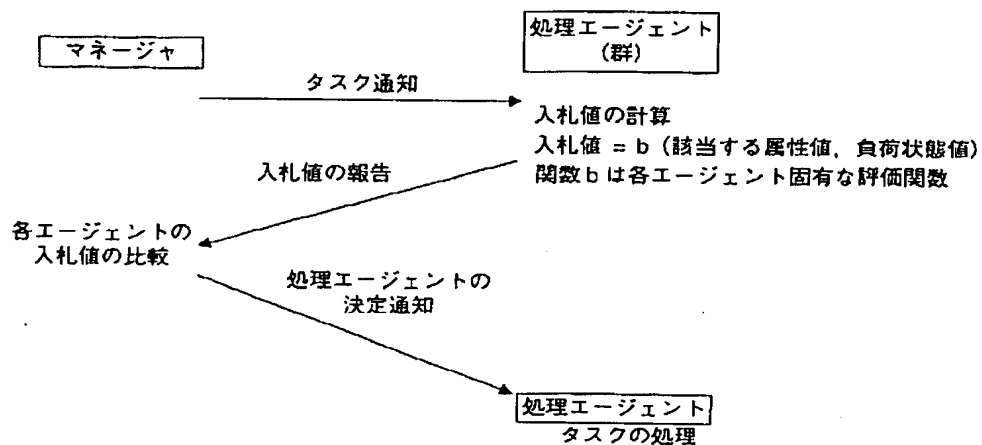 マネージャ
処理エージェント
(群)
タスク通知
入札値の計算
入札値 = b (該当する属性値, 負荷状態値)
関数bは各エージェント固有な評価関数
入札値の報告
各エージェントの
入札値の比較
処理エージェントの
決定通知
処理エージェント
タスクの処理